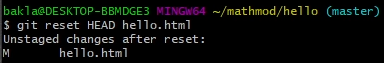 bakla@DESKTOP-BBMDGE3 MINGW64 ~/mathmod/hello (master)
$ git reset HEAD hello.html
Unstaged changes after reset:
M       hello.html